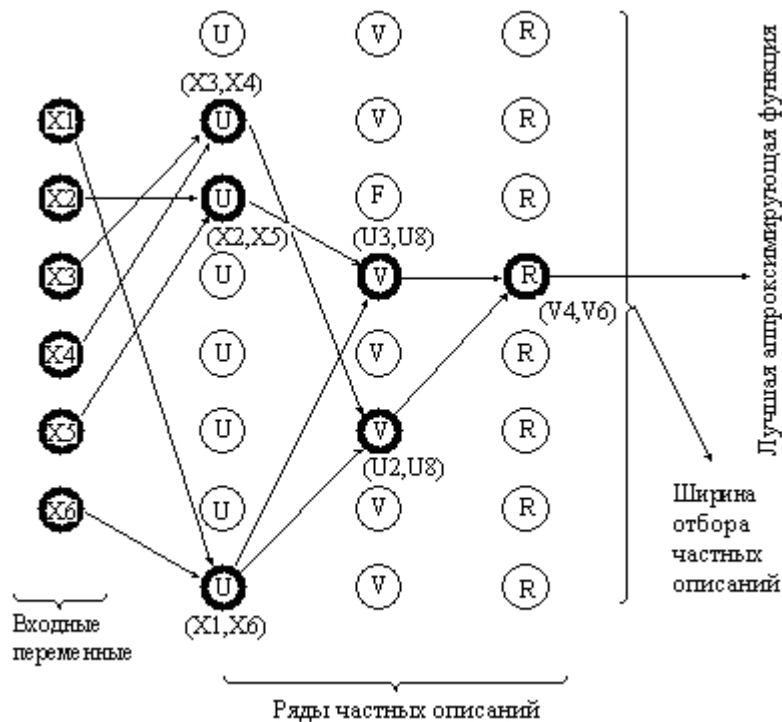 U V R
(X3,X4)
X1 U V R
X2 U F R
(X2,X5) (U3,U8)
X3 U V R
(V4,V6)
X4 U V R
X5 U V R
(U2,U8)
X6 U V R
U V R
(X1,X6)
Входные
переменные
Ряды частных описаний
Ширина
отбора
частных
описаний
Лучшая аппроксимирующая функция